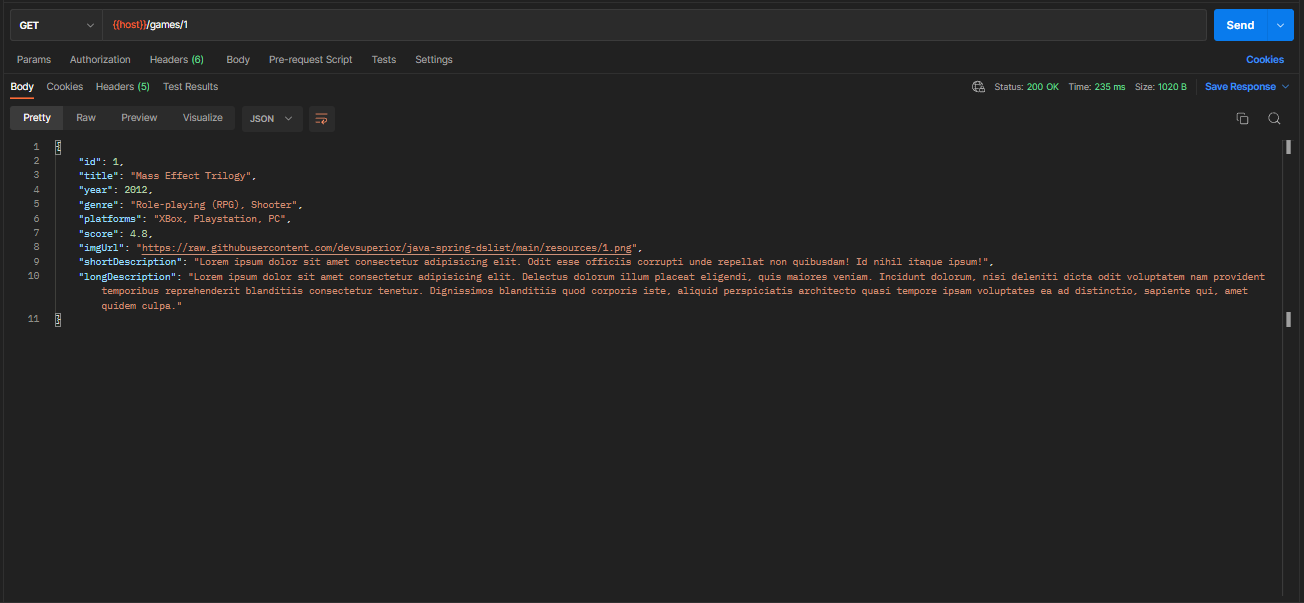 GET {{host}}/games/1 Send
Params Authorization Headers (6) Body Pre-request Script Tests Settings Cookies
Body Cookies Headers (5) Test Results Status: 200 OK Time: 235 ms Size: 1020 B Save Response
Pretty Raw Preview Visualize JSON
1 {
2 "id": 1,
3 "title": "Mass Effect Trilogy",
4 "year": 2012,
5 "genre": "Role-playing (RPG), Shooter",
6 "platforms": "XBox, Playstation, PC",
7 "score": 4.8,
8 "imgUrl": "https://raw.githubusercontent.com/devsuperior/java-spring-dslist/main/resources/1.png",
9 "shortDescription": "Lorem ipsum dolor sit amet consectetur adipisicing elit. Odit esse officiis corrupti unde repellat non quibusdam! Id nihil itaque ipsum!",
10 "longDescription": "Lorem ipsum dolor sit amet consectetur adipisicing elit. Delectus dolorum illum placeat eligendi, quis maiores veniam. Incidunt dolorum, nisi deleniti dicta odit voluptatem nam provident
temporibus reprehenderit blanditiis consectetur tenetur. Dignissimos blanditiis quod corporis iste, aliquid perspiciatis architecto quasi tempore ipsam voluptates ea ad distinctio, sapiente qui, amet
quidem culpa."
11 }